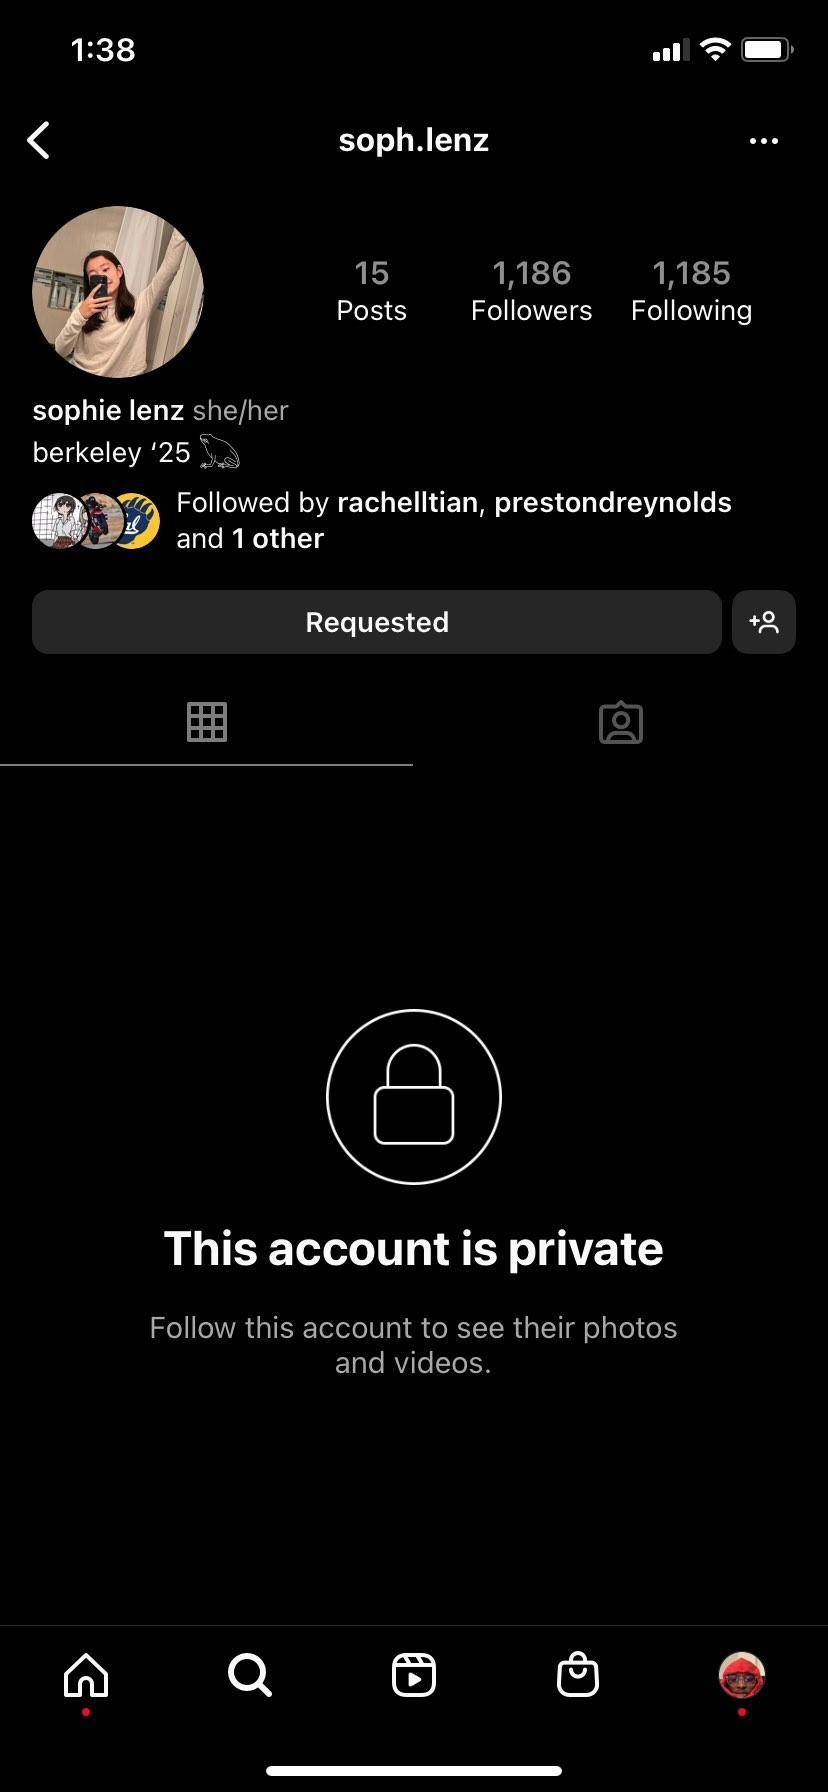 1:38
soph.lenz
15 1,186 1,185
Posts Followers Following
sophie lenz she/her
berkeley ‘25
Followed by rachelltian, prestondreynolds
and 1 other
Requested
This account is private
Follow this account to see their photos
and videos.